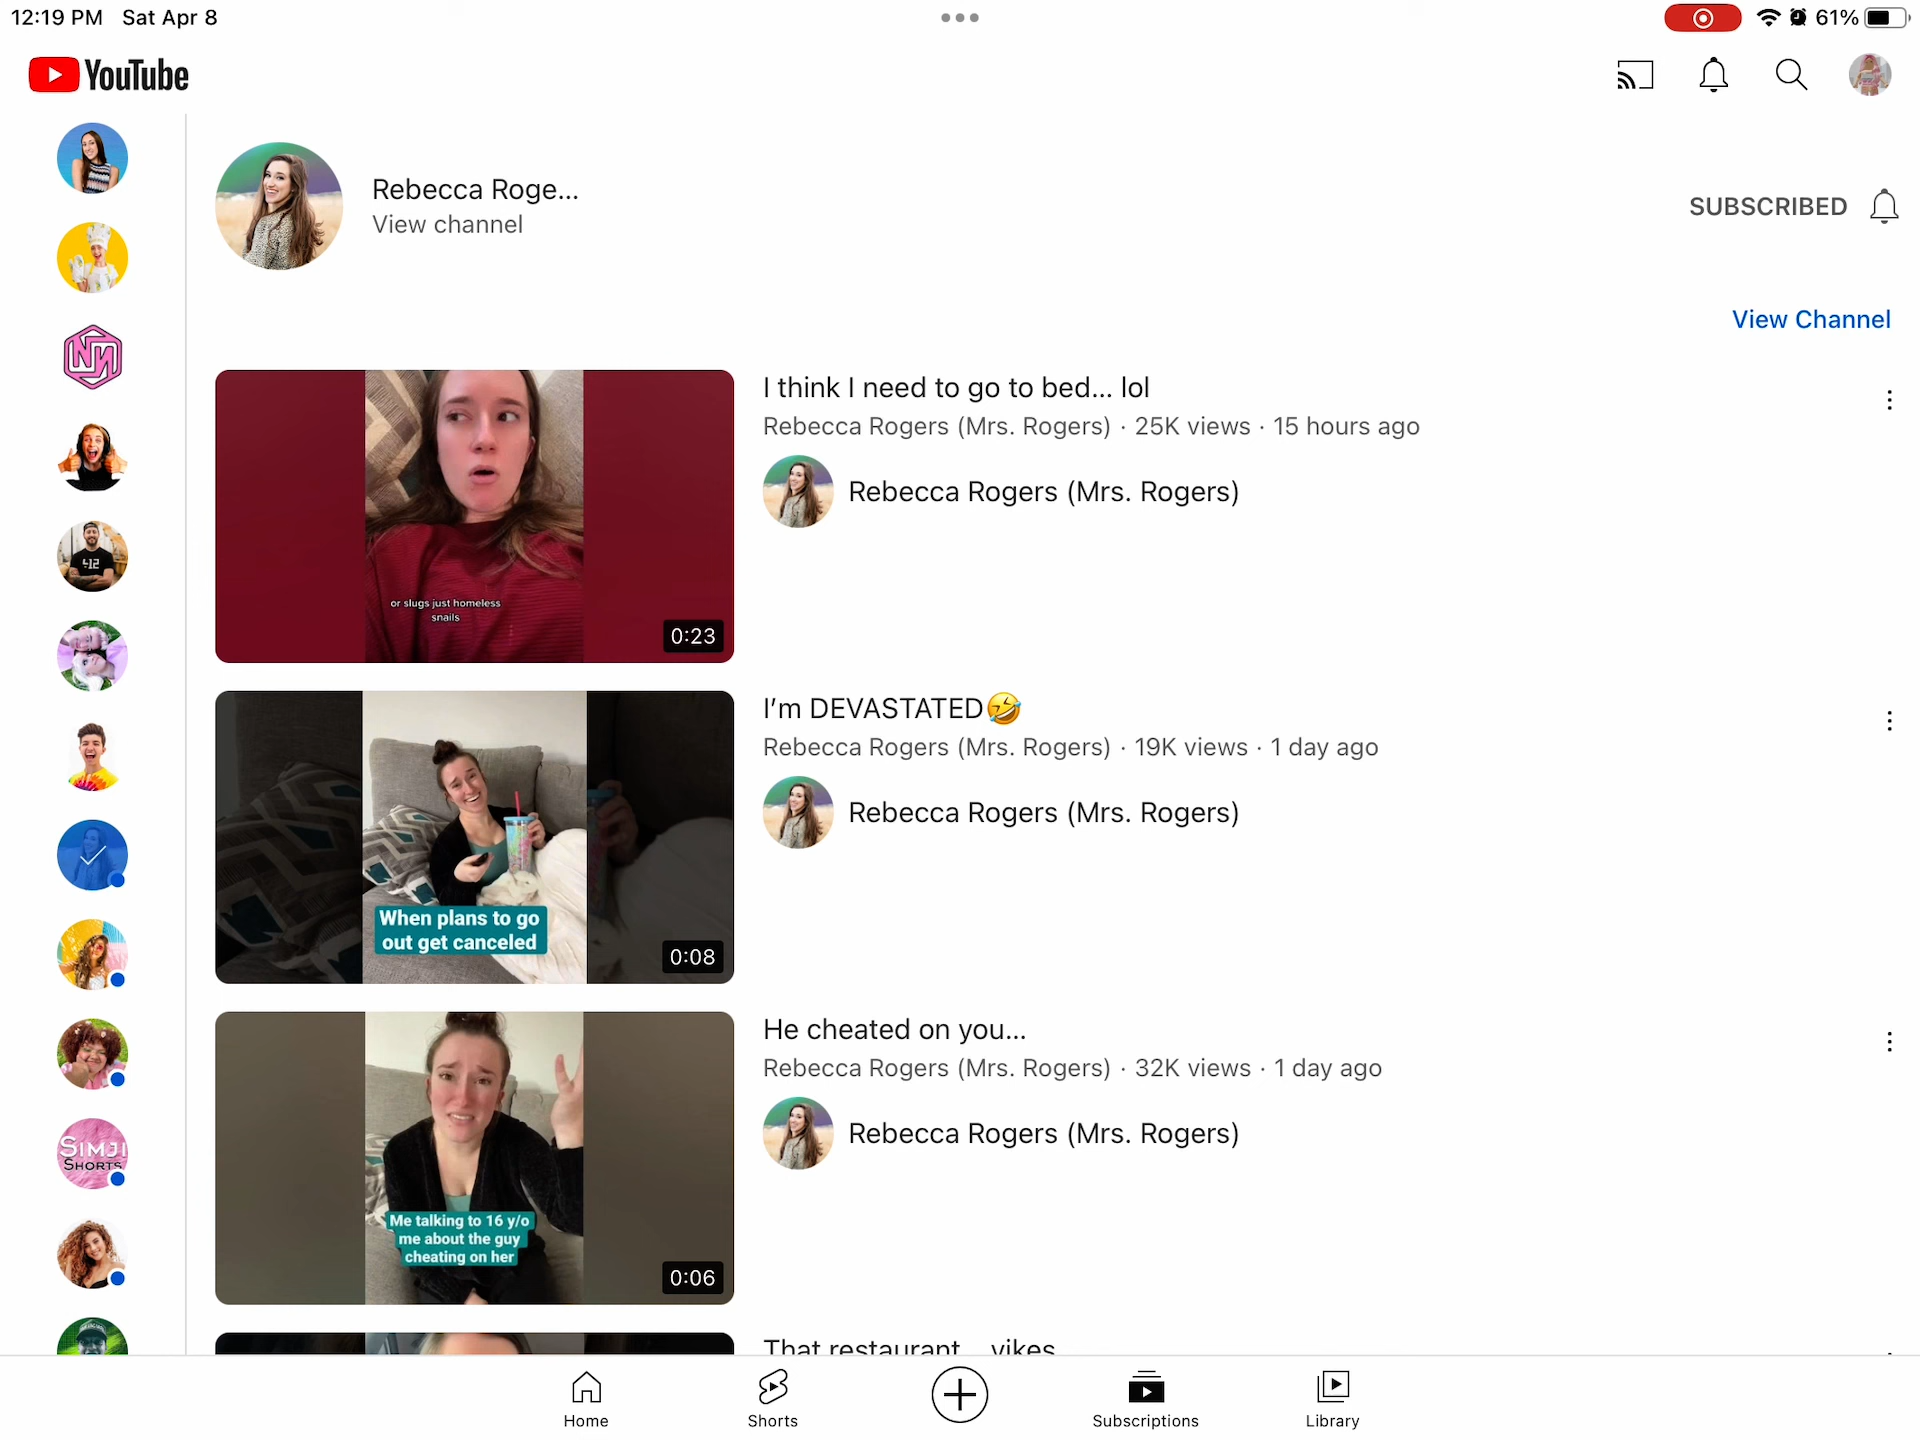 12:19 PM Sat Apr 8
61%
YouTube
Rebecca Roge...
View channel
SUBSCRIBED
View Channel
I think I need to go to bed... lol
Rebecca Rogers (Mrs. Rogers) · 25K views · 15 hours ago
Rebecca Rogers (Mrs. Rogers)
or slugs just homeless
snails
0:23
I'm DEVASTATED🤣
Rebecca Rogers (Mrs. Rogers) · 19K views · 1 day ago
Rebecca Rogers (Mrs. Rogers)
When plans to go
out get canceled
0:08
He cheated on you...
Rebecca Rogers (Mrs. Rogers) · 32K views · 1 day ago
Rebecca Rogers (Mrs. Rogers)
Me talking to 16 y/o
me about the guy
cheating on her
0:06
That restaurant... yikes
412
SIMJI
SHORTS
Home
Shorts
Subscriptions
Library